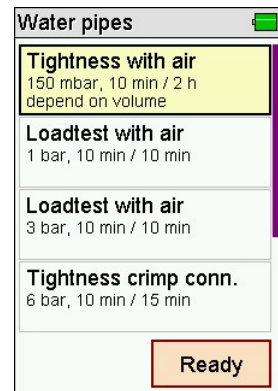 Water pipes
Tightness with air
150 mbar, 10 min / 2 h
depend on volume
Loadtest with air
1 bar, 10 min / 10 min
Loadtest with air
3 bar, 10 min / 10 min
Tightness crimp conn.
6 bar, 10 min / 15 min
Ready